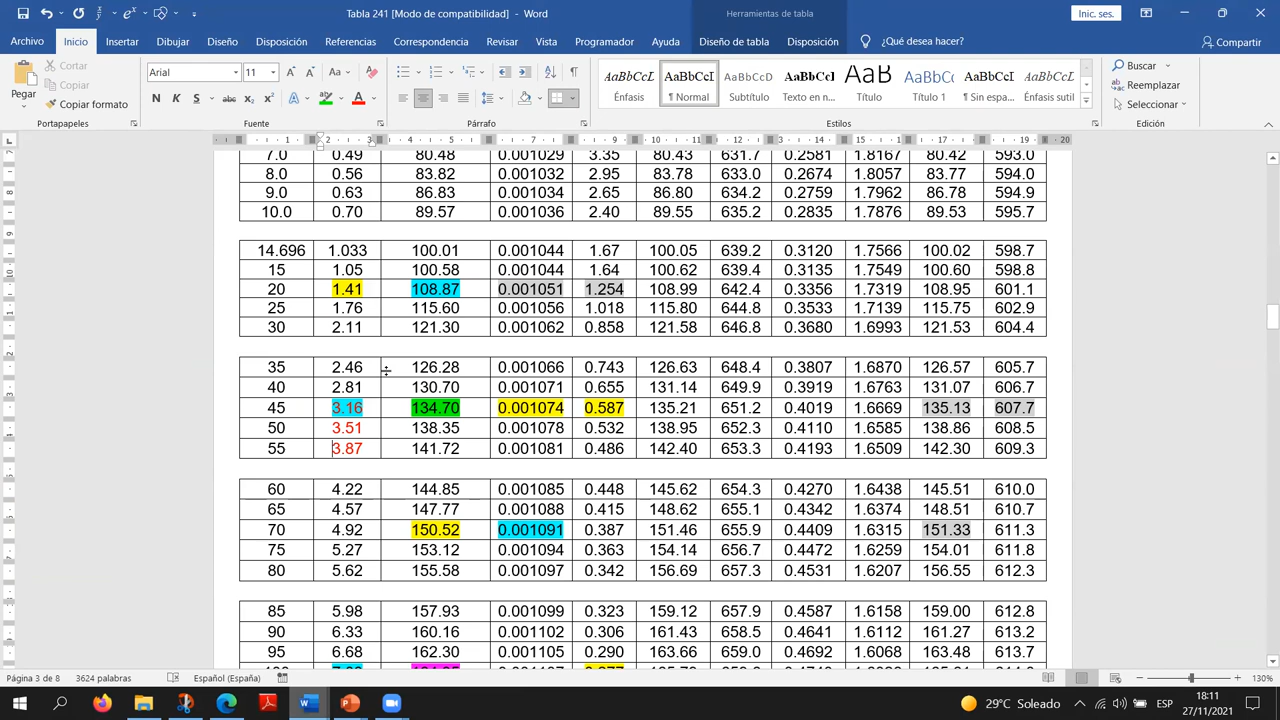 Tabla 241 [Modo de compatibilidad] - Word
Herramientas de tabla
Inic. ses.
Archivo Inicio Insertar Dibujar Diseño Disposición Referencias Correspondencia Revisar Vista Programador Ayuda Diseño de tabla Disposición ¿Qué desea hacer? Compartir
Pegar
Cortar
Copiar
Copiar formato
Portapapeles
Arial 11
N K S abc x₂ x²
Fuente
Párrafo
AaBbCcL AaBbCcI AaBbCcD AaBbCcI AaB AaBbCcI AaBbCcI AaBbCcL
Énfasis ¶ Normal Subtítulo Texto en n... Título Título 1 ¶ Sin espa... Énfasis sutil
Estilos
Buscar
Reemplazar
Seleccionar
Edición
7.0 0.49 80.48 0.001029 3.35 80.43 631.7 0.2581 1.8167 80.42 593.0
8.0 0.56 83.82 0.001032 2.95 83.78 633.0 0.2674 1.8057 83.77 594.0
9.0 0.63 86.83 0.001034 2.65 86.80 634.2 0.2759 1.7962 86.78 594.9
10.0 0.70 89.57 0.001036 2.40 89.55 635.2 0.2835 1.7876 89.53 595.7
14.696 1.033 100.01 0.001044 1.67 100.05 639.2 0.3120 1.7566 100.02 598.7
15 1.05 100.58 0.001044 1.64 100.62 639.4 0.3135 1.7549 100.60 598.8
20 1.41 108.87 0.001051 1.254 108.99 642.4 0.3356 1.7319 108.95 601.1
25 1.76 115.60 0.001056 1.018 115.80 644.8 0.3533 1.7139 115.75 602.9
30 2.11 121.30 0.001062 0.858 121.58 646.8 0.3680 1.6993 121.53 604.4
35 2.46 126.28 0.001066 0.743 126.63 648.4 0.3807 1.6870 126.57 605.7
40 2.81 130.70 0.001071 0.655 131.14 649.9 0.3919 1.6763 131.07 606.7
45 3.16 134.70 0.001074 0.587 135.21 651.2 0.4019 1.6669 135.13 607.7
50 3.51 138.35 0.001078 0.532 138.95 652.3 0.4110 1.6585 138.86 608.5
55 3.87 141.72 0.001081 0.486 142.40 653.3 0.4193 1.6509 142.30 609.3
60 4.22 144.85 0.001085 0.448 145.62 654.3 0.4270 1.6438 145.51 610.0
65 4.57 147.77 0.001088 0.415 148.62 655.1 0.4342 1.6374 148.51 610.7
70 4.92 150.52 0.001091 0.387 151.46 655.9 0.4409 1.6315 151.33 611.3
75 5.27 153.12 0.001094 0.363 154.14 656.7 0.4472 1.6259 154.01 611.8
80 5.62 155.58 0.001097 0.342 156.69 657.3 0.4531 1.6207 156.55 612.3
85 5.98 157.93 0.001099 0.323 159.12 657.9 0.4587 1.6158 159.00 612.8
90 6.33 160.16 0.001102 0.306 161.43 658.5 0.4641 1.6112 161.27 613.2
95 6.68 162.30 0.001105 0.290 163.66 659.0 0.4692 1.6068 163.48 613.7
Página 3 de 8 3624 palabras Español (España) 130%
29°C Soleado ESP 18:11
27/11/2021